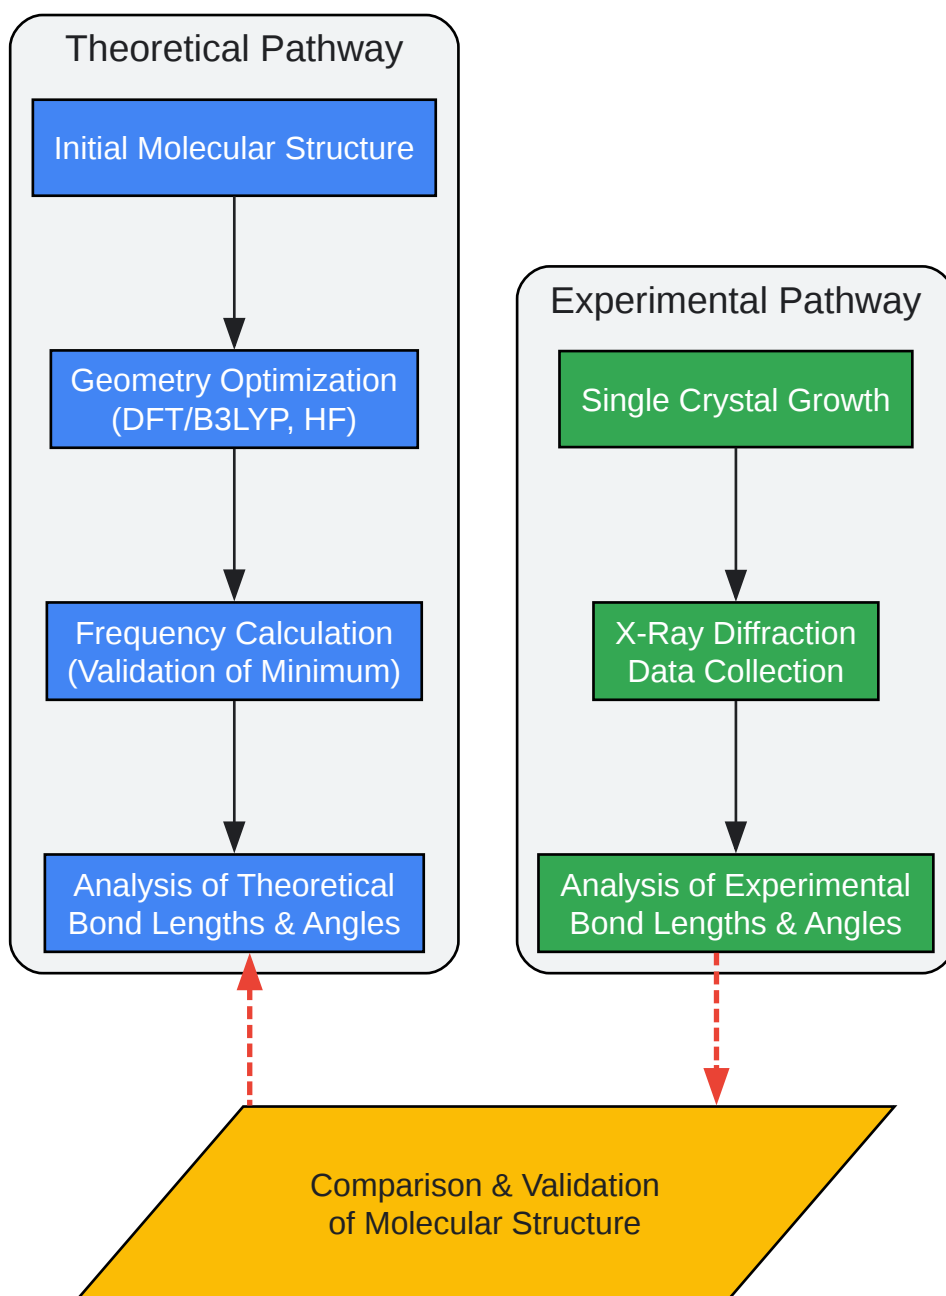 Theoretical Pathway
Initial Molecular Structure
Geometry Optimization
(DFT/B3LYP, HF)
Frequency Calculation
(Validation of Minimum)
Analysis of Theoretical
Bond Lengths & Angles
Experimental Pathway
Single Crystal Growth
X-Ray Diffraction
Data Collection
Analysis of Experimental
Bond Lengths & Angles
Comparison & Validation
of Molecular Structure